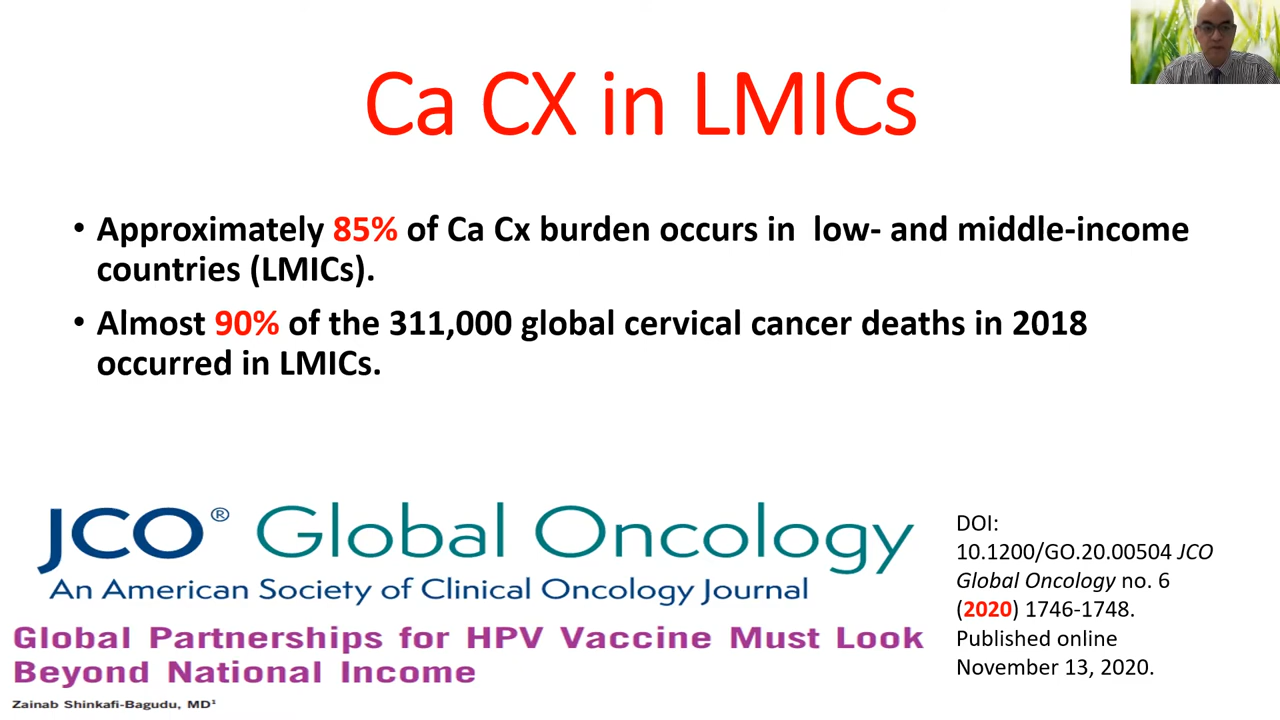 Ca CX in LMICs
• Approximately 85% of Ca Cx burden occurs in low- and middle-income
countries (LMICs).
• Almost 90% of the 311,000 global cervical cancer deaths in 2018
occurred in LMICs.
JCO® Global Oncology
An American Society of Clinical Oncology Journal
Global Partnerships for HPV Vaccine Must Look
Beyond National Income
Zainab Shinkafi-Bagudu, MD¹
DOI:
10.1200/GO.20.00504 JCO
Global Oncology no. 6
(2020) 1746-1748.
Published online
November 13, 2020.